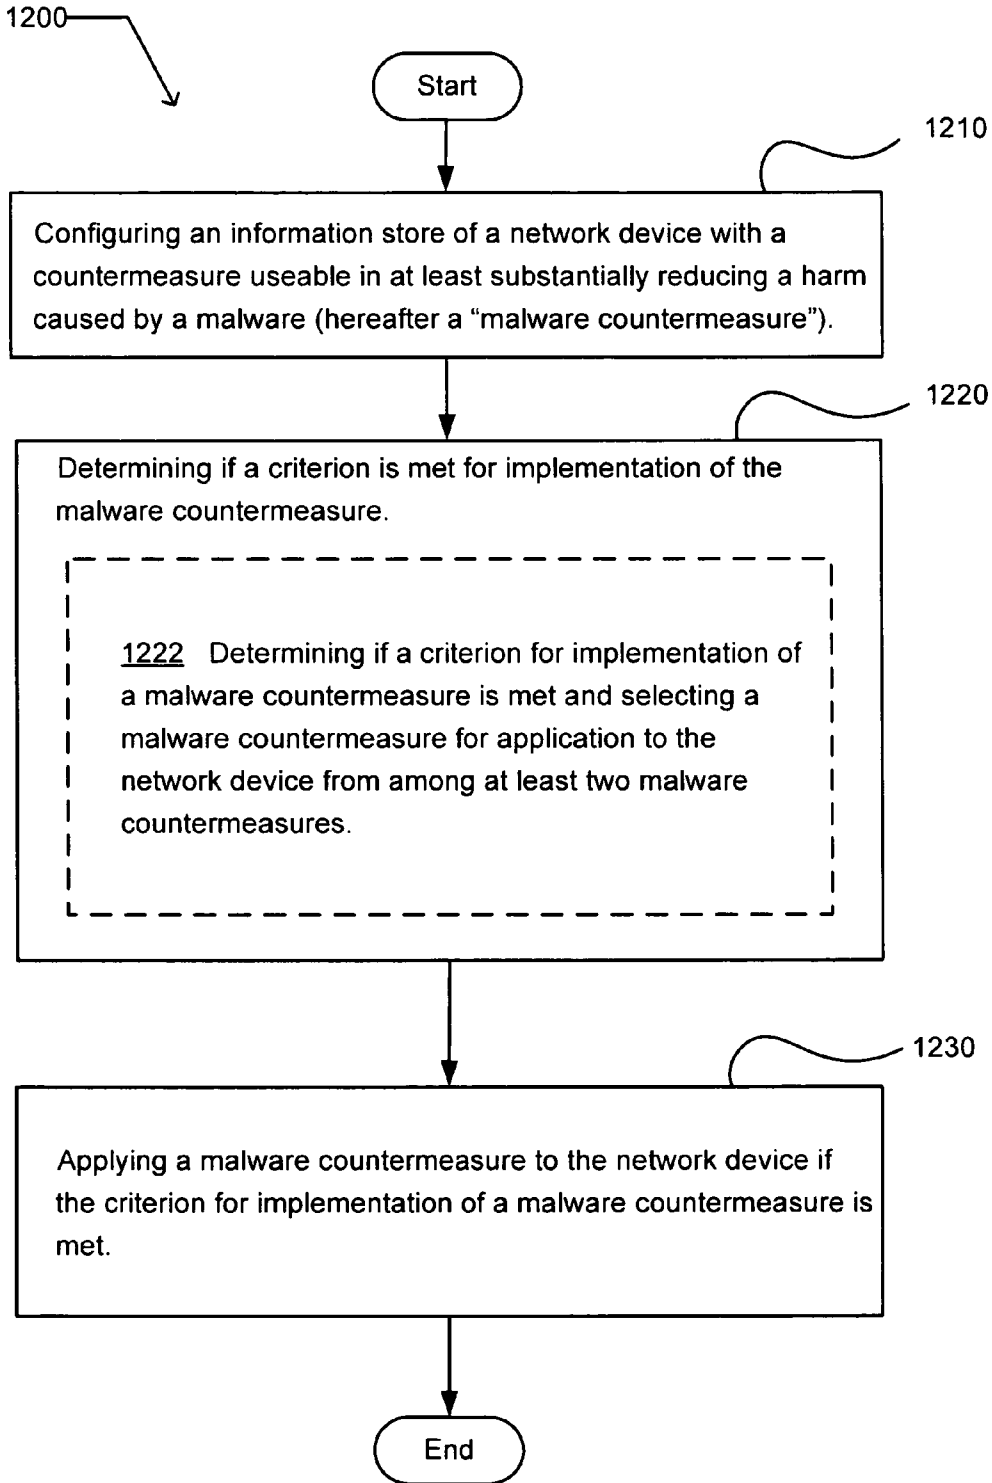 1200
Start
1210
Configuring an information store of a network device with a
countermeasure useable in at least substantially reducing a harm
caused by a malware (hereafter a “malware countermeasure”).
1220
Determining if a criterion is met for implementation of the
malware countermeasure.
1222 Determining if a criterion for implementation of
a malware countermeasure is met and selecting a
malware countermeasure for application to the
network device from among at least two malware
countermeasures.
1230
Applying a malware countermeasure to the network device if
the criterion for implementation of a malware countermeasure is
met.
End